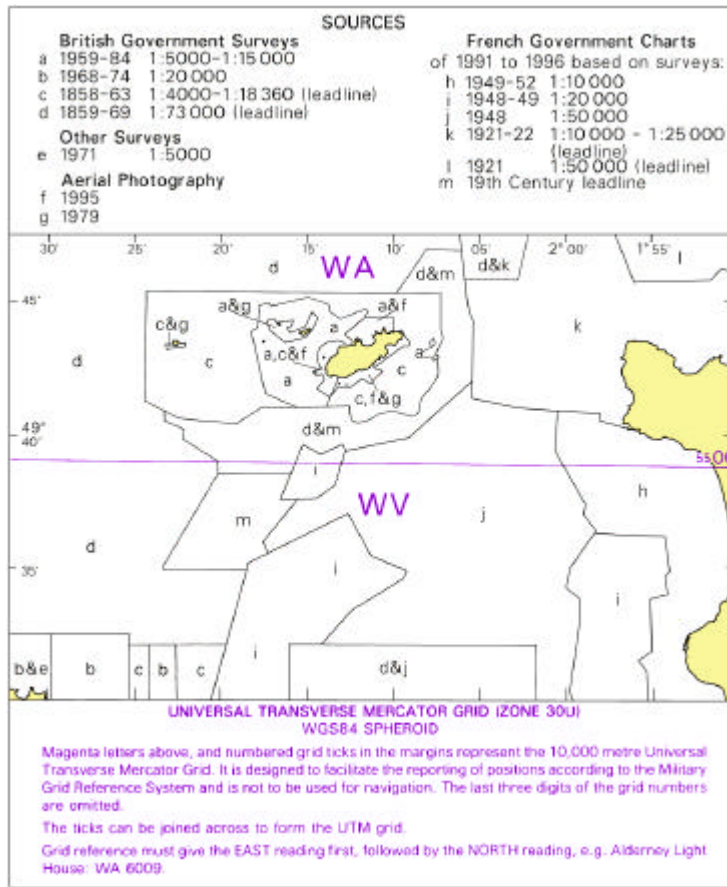 SOURCES
British Government Surveys
a 1959-84 1:5000-1:15 000
b 1968-74 1:20 000
c 1858-63 1:4000-1:18 360 (leadline)
d 1859-69 1:73 000 (leadline)
Other Surveys
e 1971 1:5000
Aerial Photography
f 1995
g 1979
French Government Charts
of 1991 to 1996 based on surveys:
h 1949-52 1:10 000
i 1948-49 1:20 000
j 1948 1:50 000
k 1921-22 1:10 000 - 1:25 000
(leadline)
l 1921 1:50 000 (leadline)
m 19th Century leadline
30' 25' 20' 15' 10' 05' 2°00' 1°55'
d WA d&m d&k l
45'
a&g a&f
c&g a k
d c a,c&f a c
a
c,f&g
49°
40'
d&m
i
WV
m j h
d
35'
i i
b&e b c b c i d&j
UNIVERSAL TRANSVERSE MERCATOR GRID (ZONE 30U)
WGS84 SPHEROID
Magenta letters above, and numbered grid ticks in the margins represent the 10,000 metre Universal
Transverse Mercator Grid. It is designed to facilitate the reporting of positions according to the Military
Grid Reference System and is not to be used for navigation. The last three digits of the grid numbers
are omitted.
The ticks can be joined across to form the UTM grid.
Grid reference must give the EAST reading first, followed by the NORTH reading, e.g. Alderney Light
House: WA 6009.